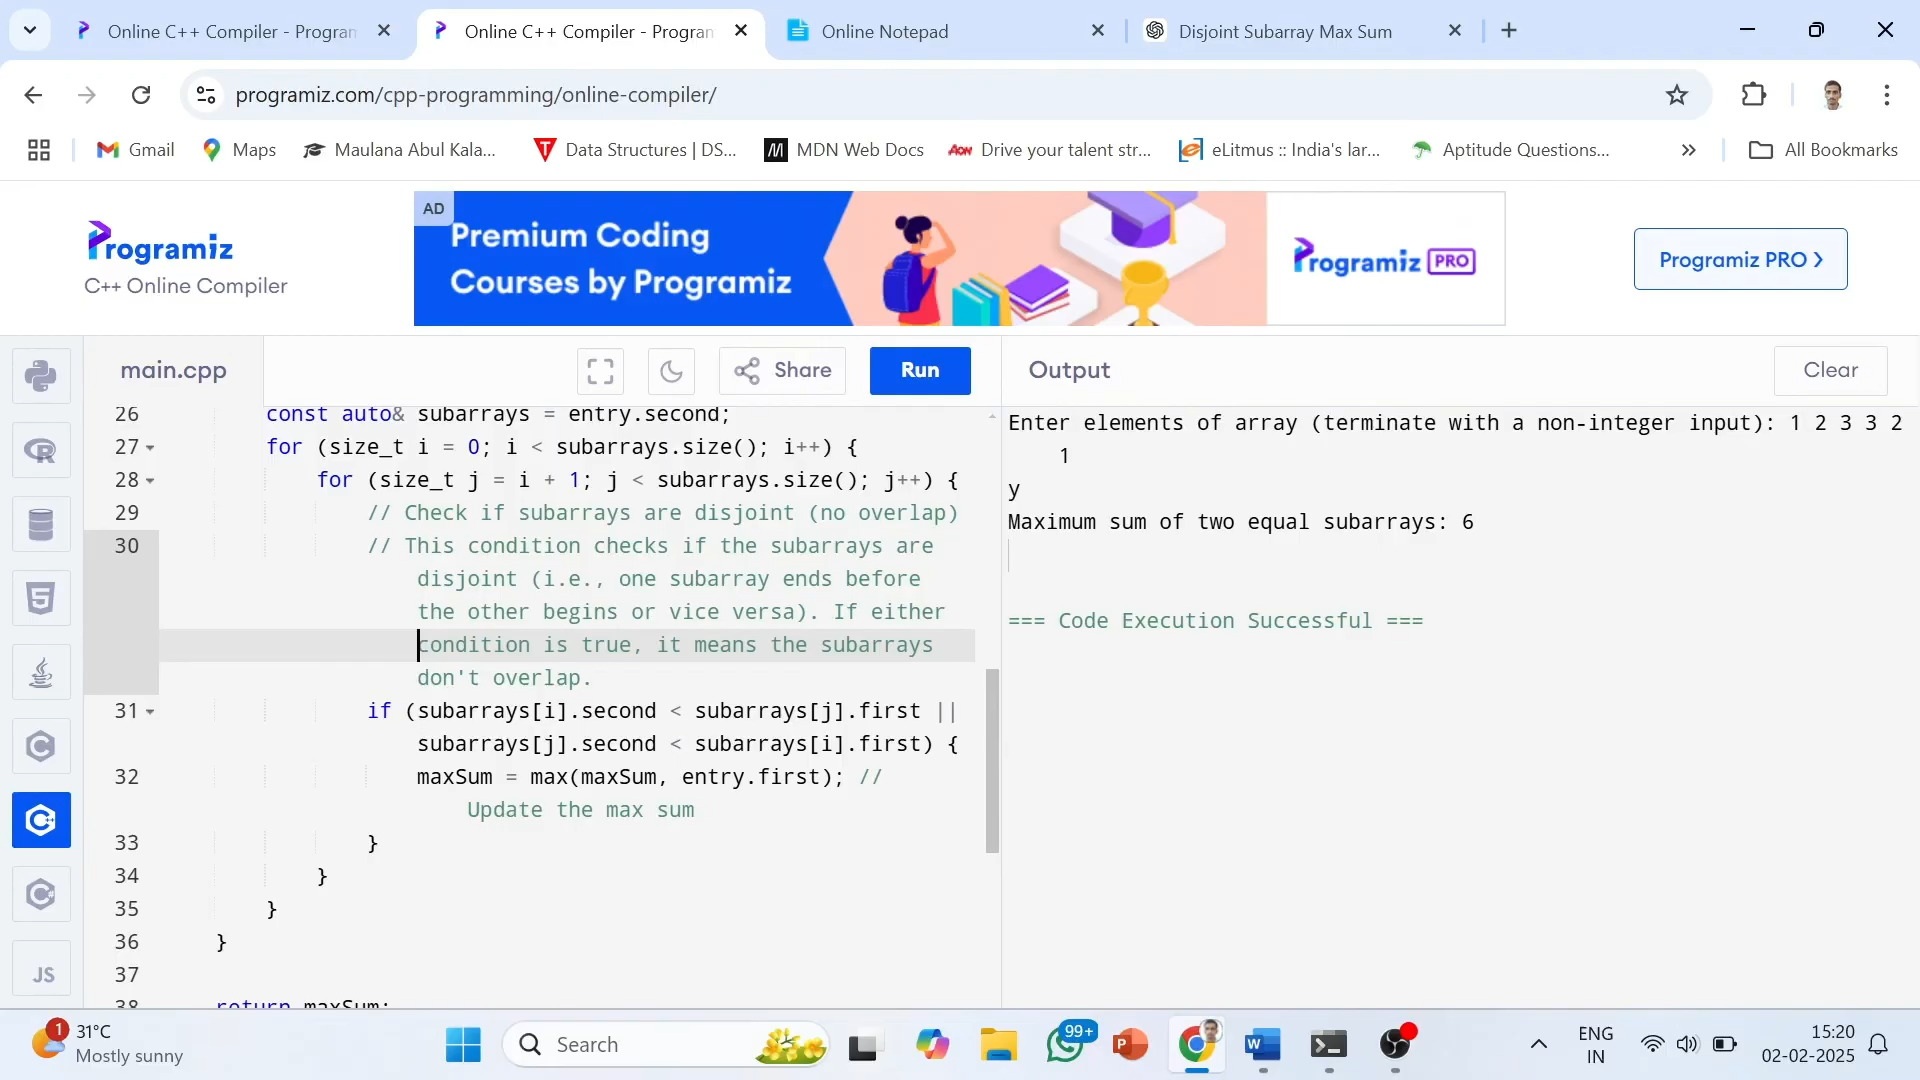 Online C++ Compiler - Program
Online C++ Compiler - Program
Online Notepad
Disjoint Subarray Max Sum
programiz.com/cpp-programming/online-compiler/
Gmail
Maps
Maulana Abul Kala...
Data Structures | DS...
MDN Web Docs
AON
Drive your talent str...
eLitmus :: India's lar...
Aptitude Questions...
»
All Bookmarks
Programiz
C++ Online Compiler
AD
Premium Coding
Courses by Programiz
Programiz PRO
Programiz PRO ›
main.cpp
Share
Run
Output
Clear
26 const auto& subarrays = entry.second;
27 for (size_t i = 0; i < subarrays.size(); i++) {
28 for (size_t j = i + 1; j < subarrays.size(); j++) {
29 // Check if subarrays are disjoint (no overlap)
30 // This condition checks if the subarrays are
disjoint (i.e., one subarray ends before
the other begins or vice versa). If either
condition is true, it means the subarrays
don't overlap.
31 if (subarrays[i].second < subarrays[j].first ||
subarrays[j].second < subarrays[i].first) {
32 maxSum = max(maxSum, entry.first); //
Update the max sum
33 }
34 }
35 }
36 }
37
38 return maxSum;
Enter elements of array (terminate with a non-integer input): 1 2 3 3 2
1
y
Maximum sum of two equal subarrays: 6
=== Code Execution Successful ===
JS
1
31°C
Mostly sunny
Search
99+
ENG
IN
15:20
02-02-2025